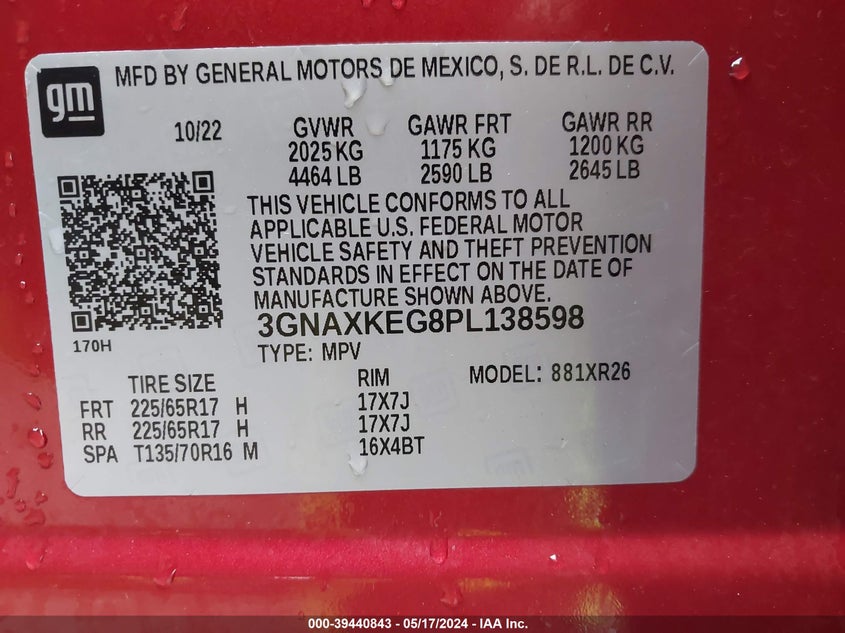 gm
MFD BY GENERAL MOTORS DE MEXICO, S. DE R.L. DE C.V.
10/22 GVWR GAWR FRT GAWR RR
2025 KG 1175 KG 1200 KG
4464 LB 2590 LB 2645 LB
THIS VEHICLE CONFORMS TO ALL
APPLICABLE U.S. FEDERAL MOTOR
VEHICLE SAFETY AND THEFT PREVENTION
STANDARDS IN EFFECT ON THE DATE OF
MANUFACTURE SHOWN ABOVE.
3GNAXKEG8PL138598
170H
TYPE: MPV
TIRE SIZE RIM MODEL: 881XR26
FRT 225/65R17 H 17X7J
RR 225/65R17 H 17X7J
SPA T135/70R16 M 16X4BT
000-39440843 - 05/17/2024 - IAA Inc.